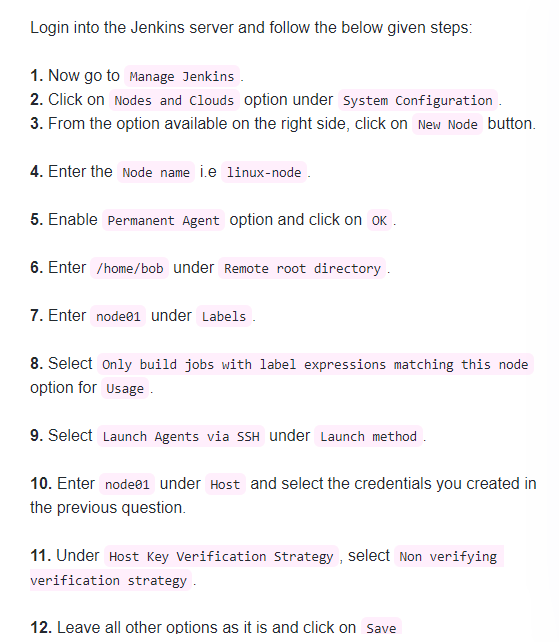 Login into the Jenkins server and follow the below given steps:
1. Now go to Manage Jenkins .
2. Click on Nodes and Clouds option under System Configuration .
3. From the option available on the right side, click on New Node button.
4. Enter the Node name i.e linux-node .
5. Enable Permanent Agent option and click on OK .
6. Enter /home/bob under Remote root directory .
7. Enter node01 under Labels .
8. Select Only build jobs with label expressions matching this node
option for Usage .
9. Select Launch Agents via SSH under Launch method .
10. Enter node01 under Host and select the credentials you created in
the previous question.
11. Under Host Key Verification Strategy , select Non verifying
verification strategy .
12. Leave all other options as it is and click on Save